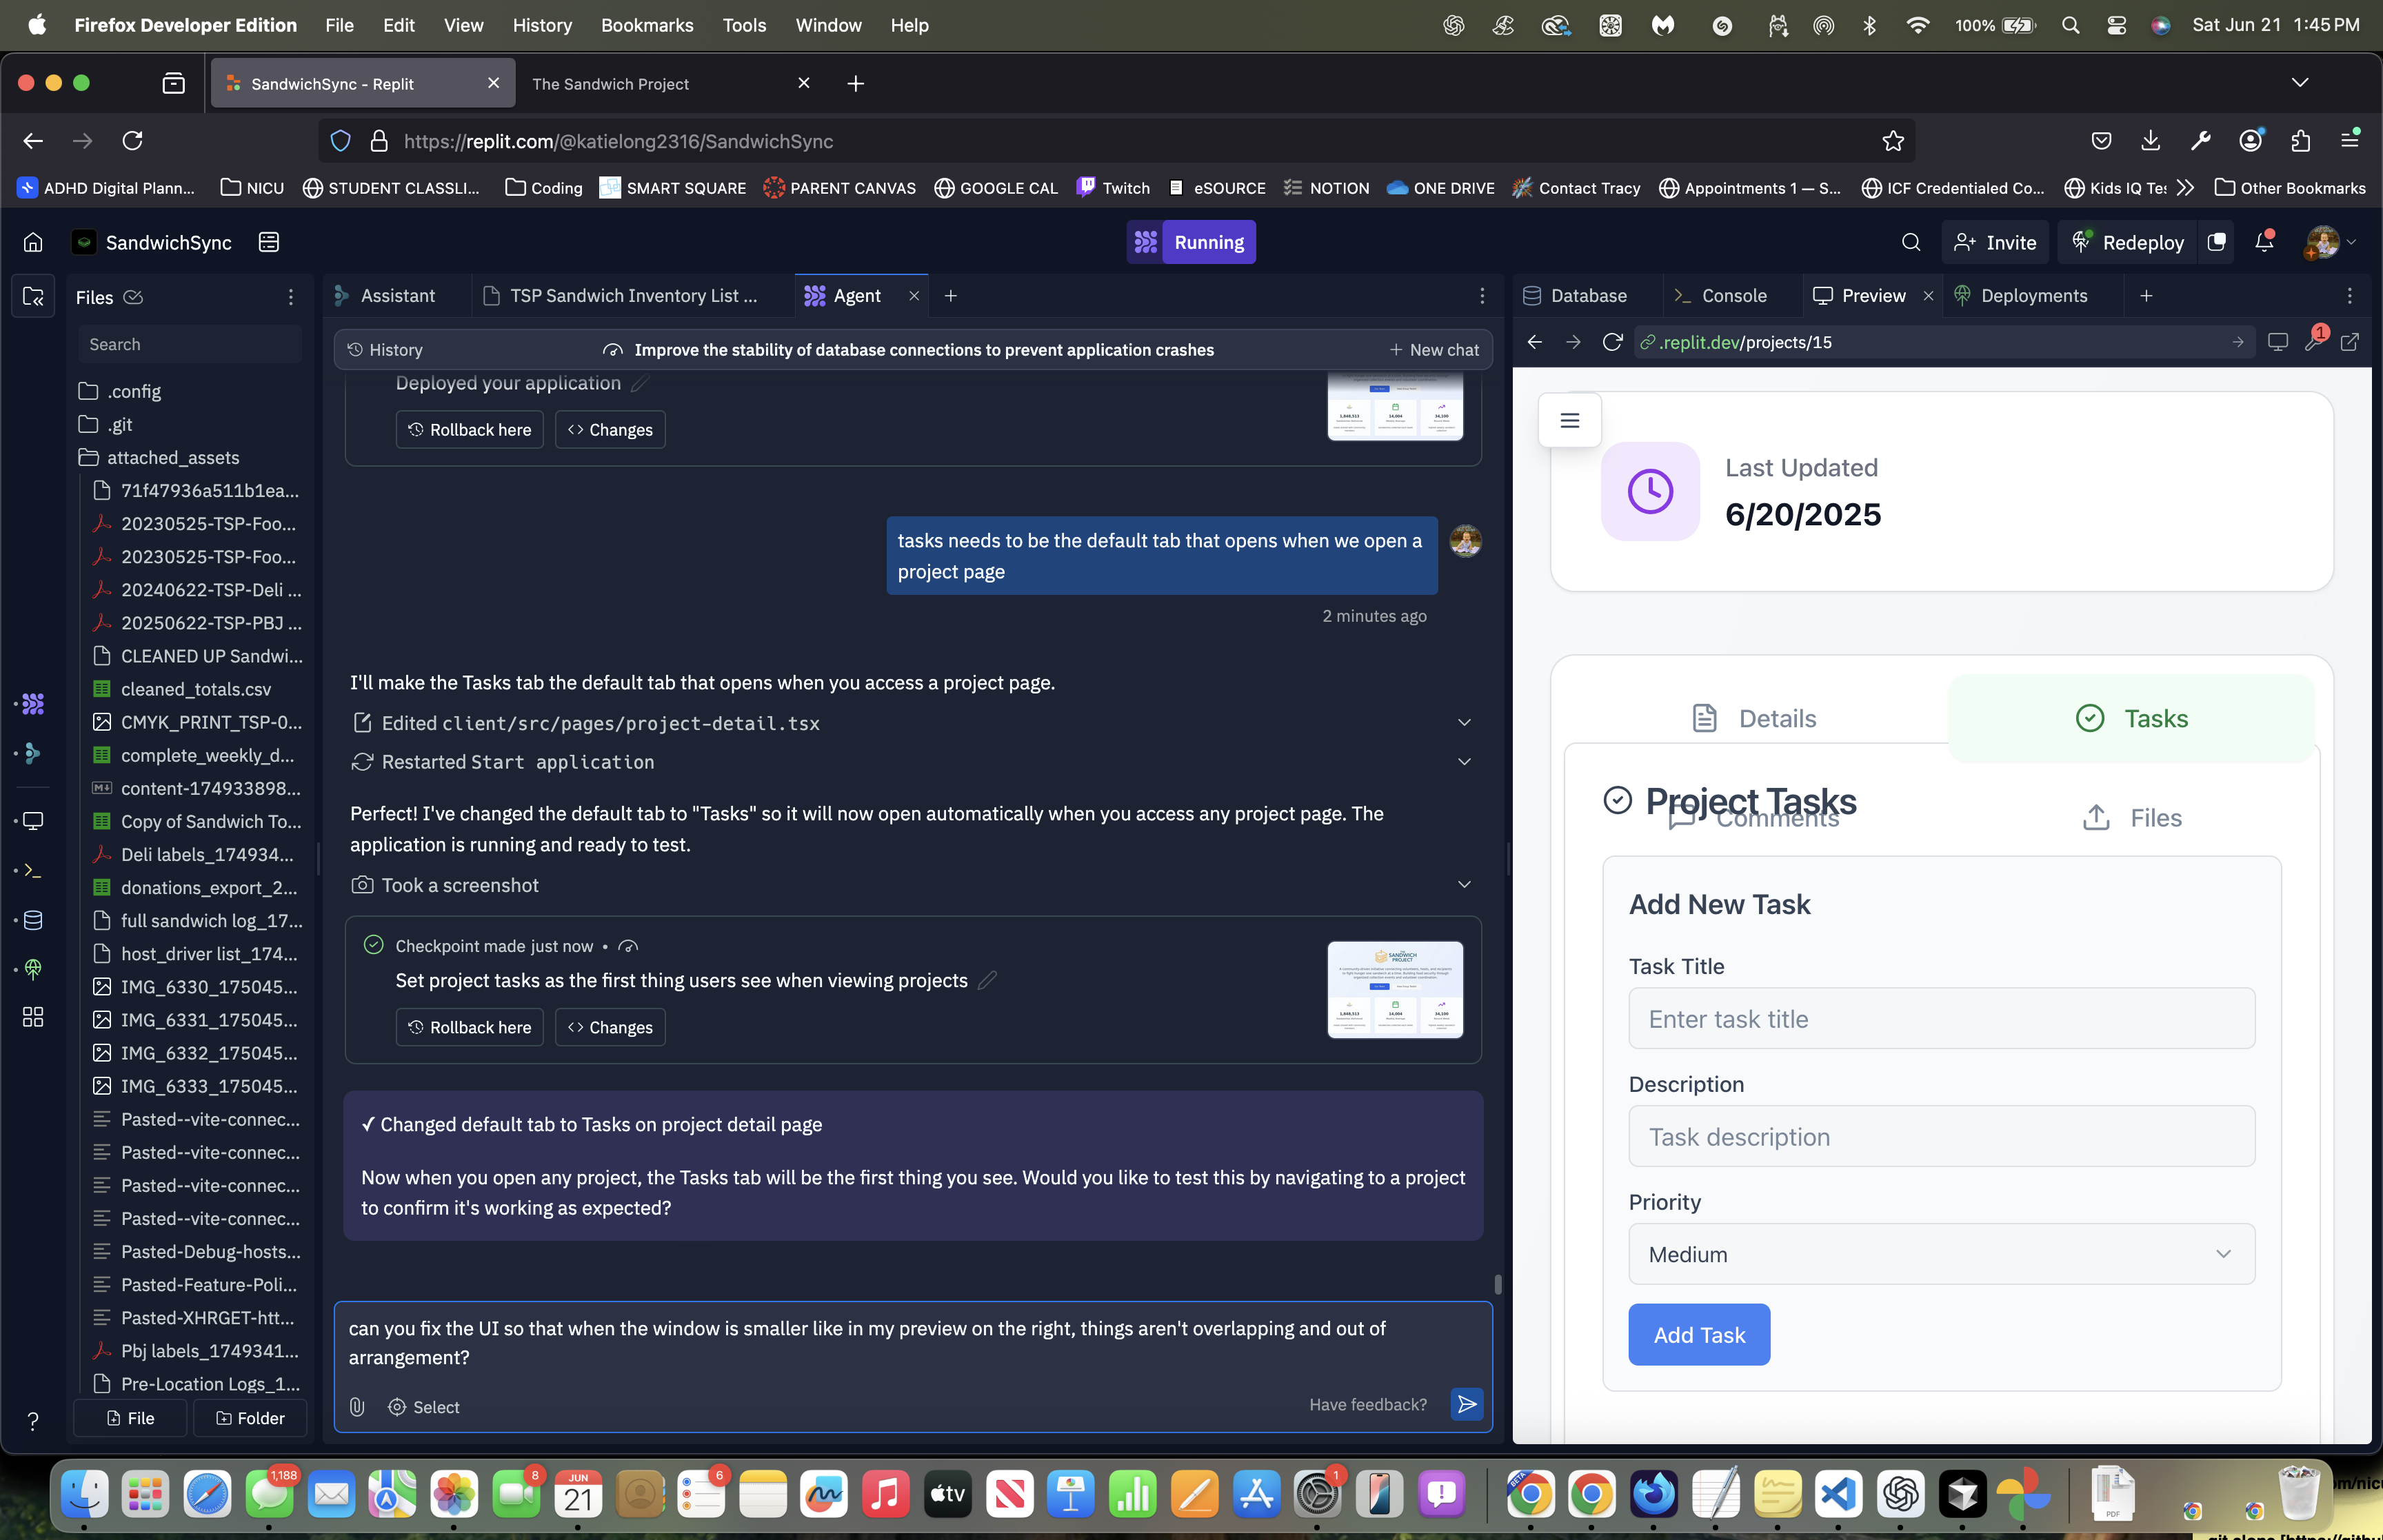 Firefox Developer Edition File Edit View History Bookmarks Tools Window Help 100% Sat Jun 21 1:45 PM
SandwichSync - Replit The Sandwich Project
https://replit.com/@katielong2316/SandwichSync
ADHD Digital Plann... NICU STUDENT CLASSLI... Coding SMART SQUARE PARENT CANVAS GOOGLE CAL Twitch eSOURCE NOTION ONE DRIVE Contact Tracy Appointments 1 — S... ICF Credentialed Co... Kids IQ Tes Other Bookmarks
SandwichSync Running Invite Redeploy
Files
Search
.config
.git
attached_assets
71f47936a511b1ea...
20230525-TSP-Foo...
20230525-TSP-Foo...
20240622-TSP-Deli ...
20250622-TSP-PBJ ...
CLEANED UP Sandwi...
cleaned_totals.csv
CMYK_PRINT_TSP-0...
complete_weekly_d...
content-174933898...
Copy of Sandwich To...
Deli labels_174934...
donations_export_2...
full sandwich log_17...
host_driver list_174...
IMG_6330_175045...
IMG_6331_175045...
IMG_6332_175045...
IMG_6333_175045...
Pasted--vite-connec...
Pasted--vite-connec...
Pasted--vite-connec...
Pasted--vite-connec...
Pasted-Debug-hosts...
Pasted-Feature-Poli...
Pasted-XHRGET-htt...
Pbj labels_1749341...
Pre-Location Logs_1...
File Folder
?
Assistant TSP Sandwich Inventory List ... Agent
History Improve the stability of database connections to prevent application crashes New chat
Deployed your application
Rollback here Changes
tasks needs to be the default tab that opens when we open a
project page
2 minutes ago
I'll make the Tasks tab the default tab that opens when you access a project page.
Edited client/src/pages/project-detail.tsx
Restarted Start application
Perfect! I've changed the default tab to "Tasks" so it will now open automatically when you access any project page. The
application is running and ready to test.
Took a screenshot
Checkpoint made just now •
Set project tasks as the first thing users see when viewing projects
Rollback here Changes
SANDWICH
PROJECT
✓ Changed default tab to Tasks on project detail page
Now when you open any project, the Tasks tab will be the first thing you see. Would you like to test this by navigating to a project
to confirm it's working as expected?
can you fix the UI so that when the window is smaller like in my preview on the right, things aren't overlapping and out of
arrangement?
Select Have feedback?
Database Console Preview Deployments
.replit.dev/projects/15 1
Last Updated
6/20/2025
Details Tasks
Project Tasks
Comments Files
Add New Task
Task Title
Enter task title
Description
Task description
Priority
Medium
Add Task
1,188 8 JUN 21 6 tv 1 BETA PDF